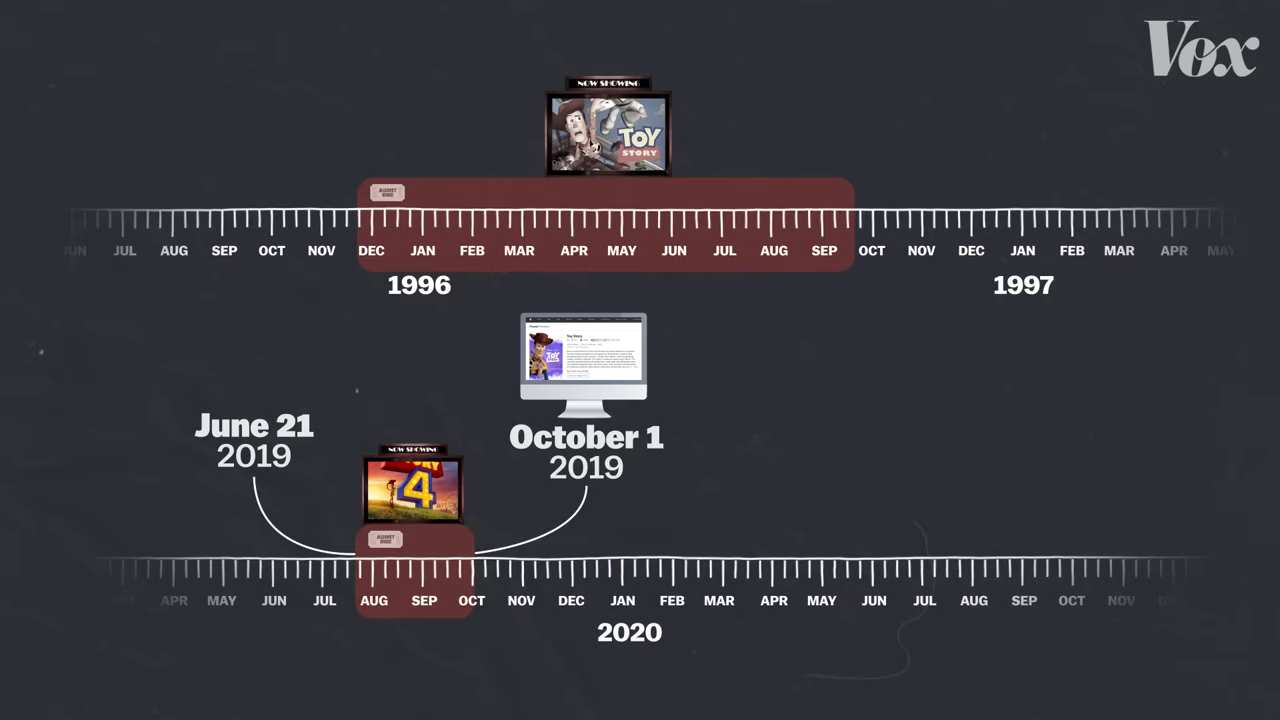 Vox
NOW SHOWING
TOY
STORY
ADMIT
ONE
JUL AUG SEP OCT NOV DEC JAN FEB MAR APR MAY JUN JUL AUG SEP OCT NOV DEC JAN FEB MAR APR MAY
1996 1997
Toy Story
June 21
2019
October 1
2019
NOW SHOWING
4
ADMIT
ONE
APR MAY JUN JUL AUG SEP OCT NOV DEC JAN FEB MAR APR MAY JUN JUL AUG SEP OCT NOV
2020